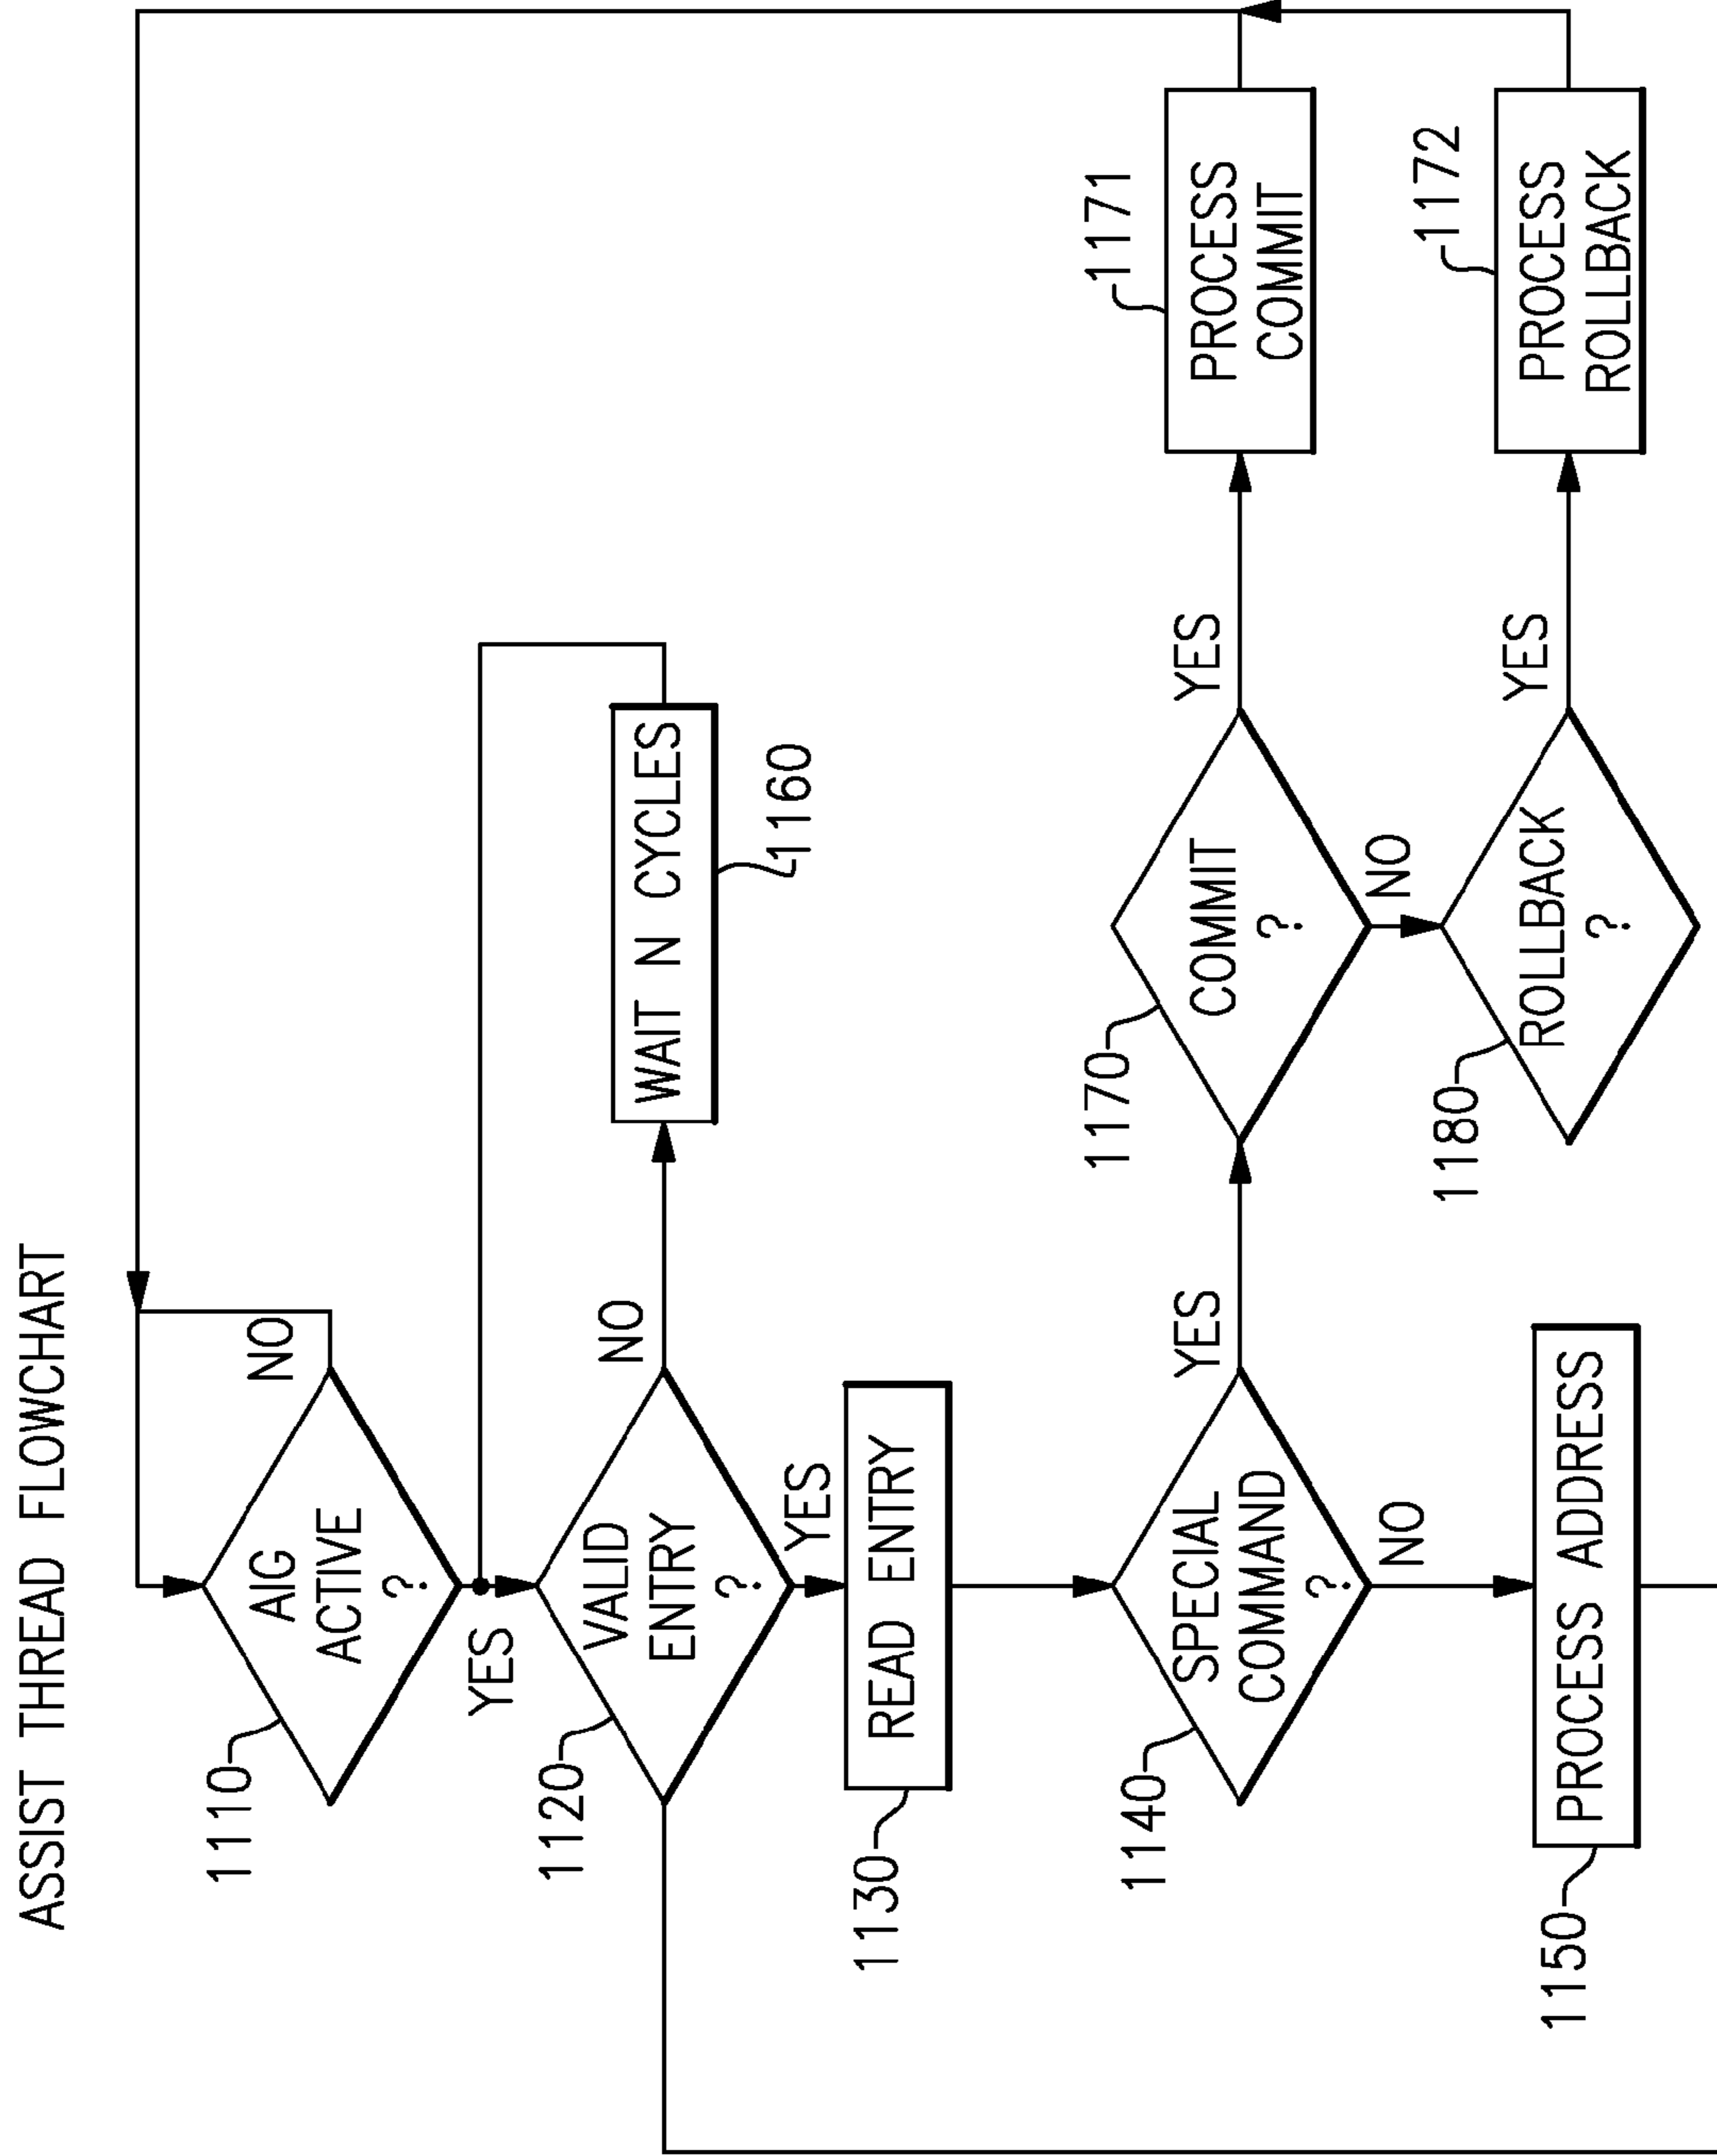 ASSIST THREAD FLOWCHART
1110
AIG
ACTIVE
?
NO
YES
1120
VALID
ENTRY
?
NO
WAIT N CYCLES
1160
YES
1130
READ ENTRY
1140
SPECIAL
COMMAND
?
YES
1170
COMMIT
?
YES
1171
PROCESS
COMMIT
NO
NO
1180
ROLLBACK
?
YES
1172
PROCESS
ROLLBACK
1150
PROCESS ADDRESS